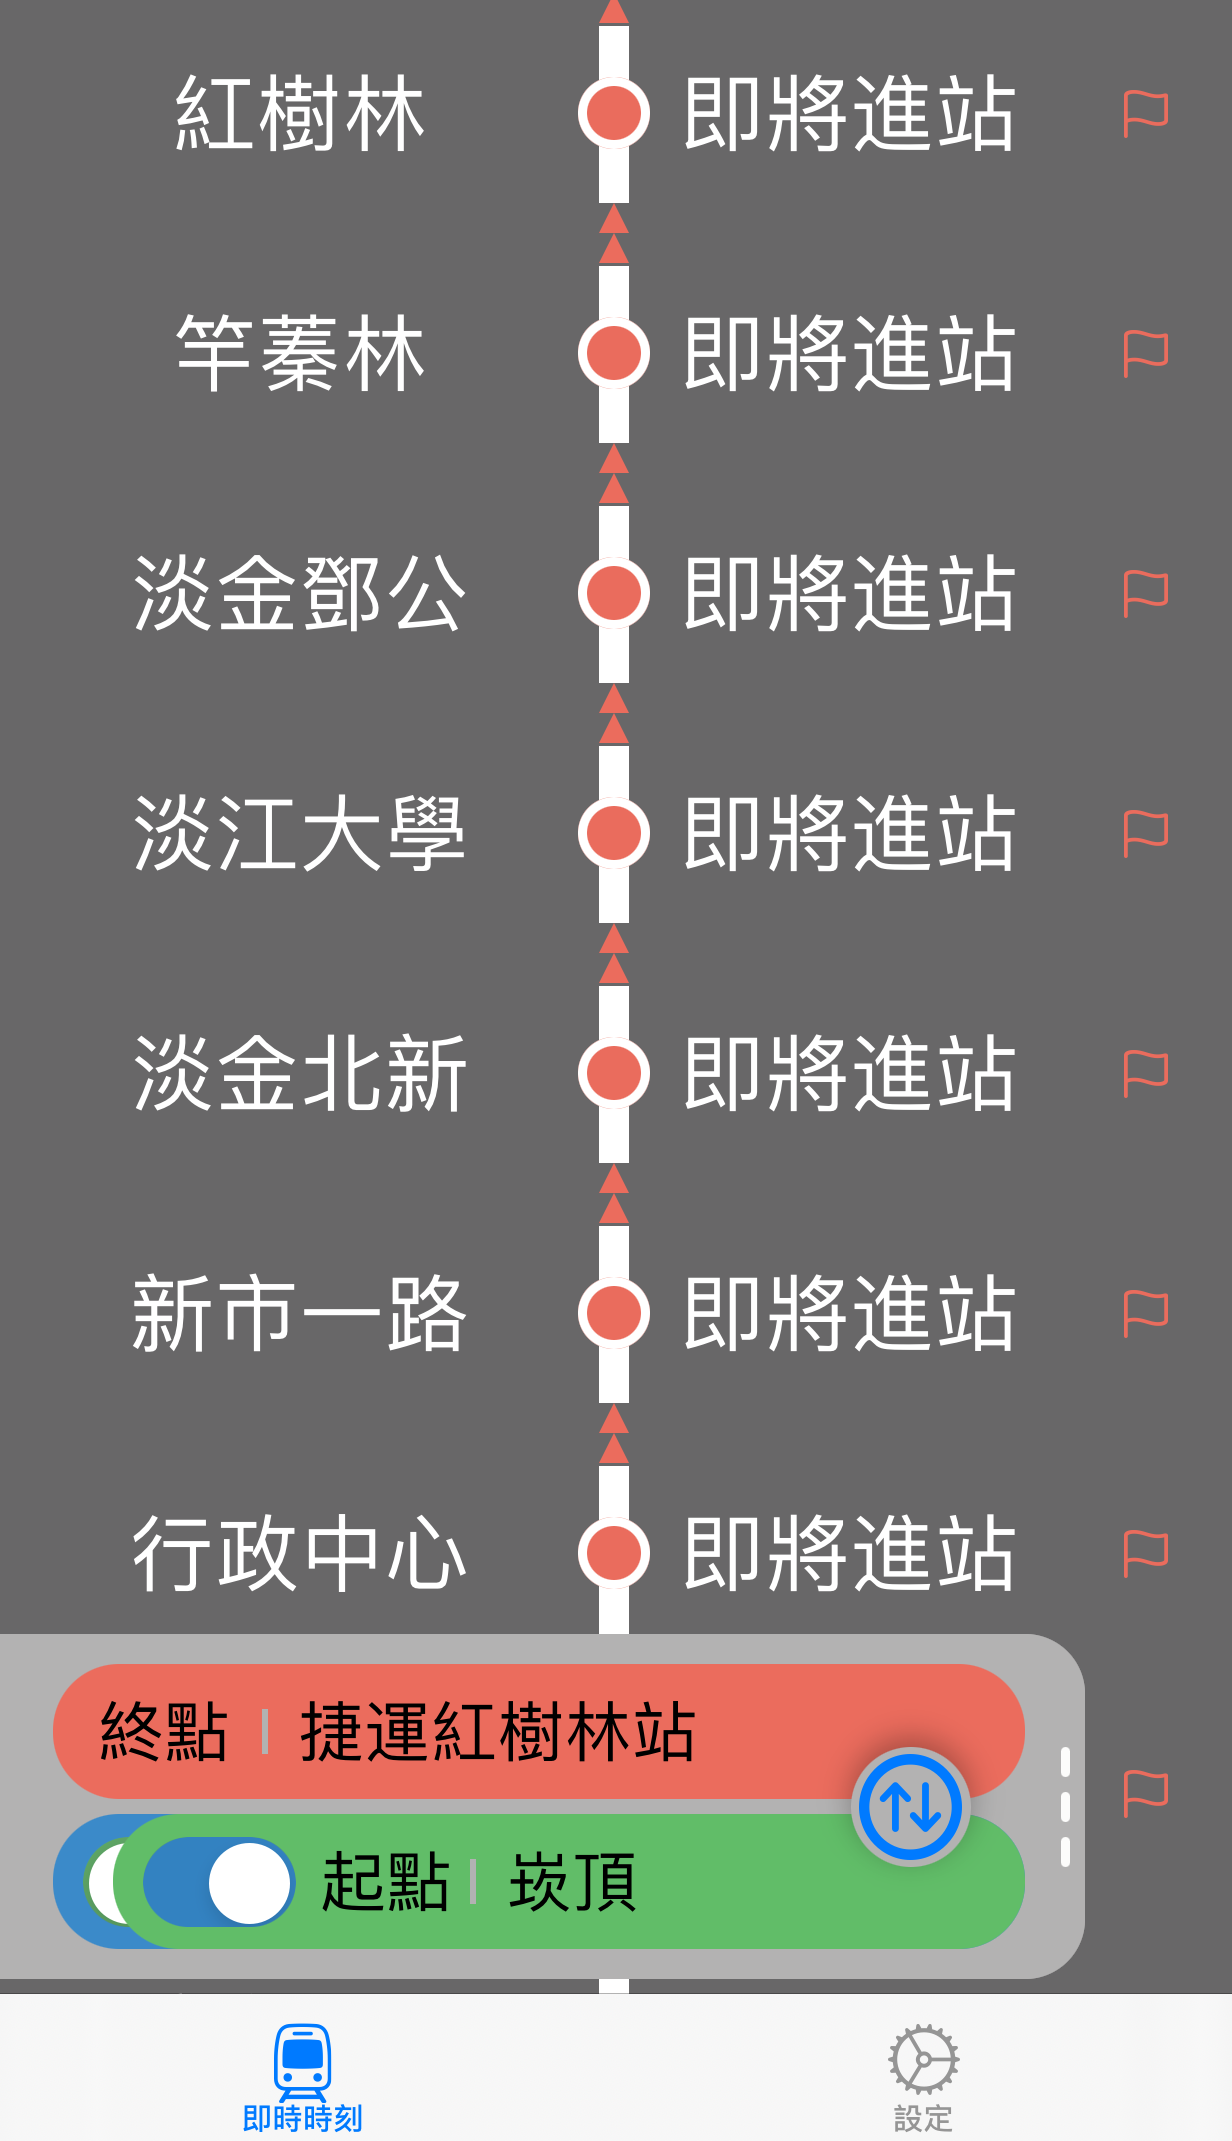 紅樹林 即將進站
竿蓁林 即將進站
淡金鄧公 即將進站
淡江大學 即將進站
淡金北新 即將進站
新市一路 即將進站
行政中心 即將進站
終點 捷運紅樹林站
起點 崁頂
即時時刻 設定